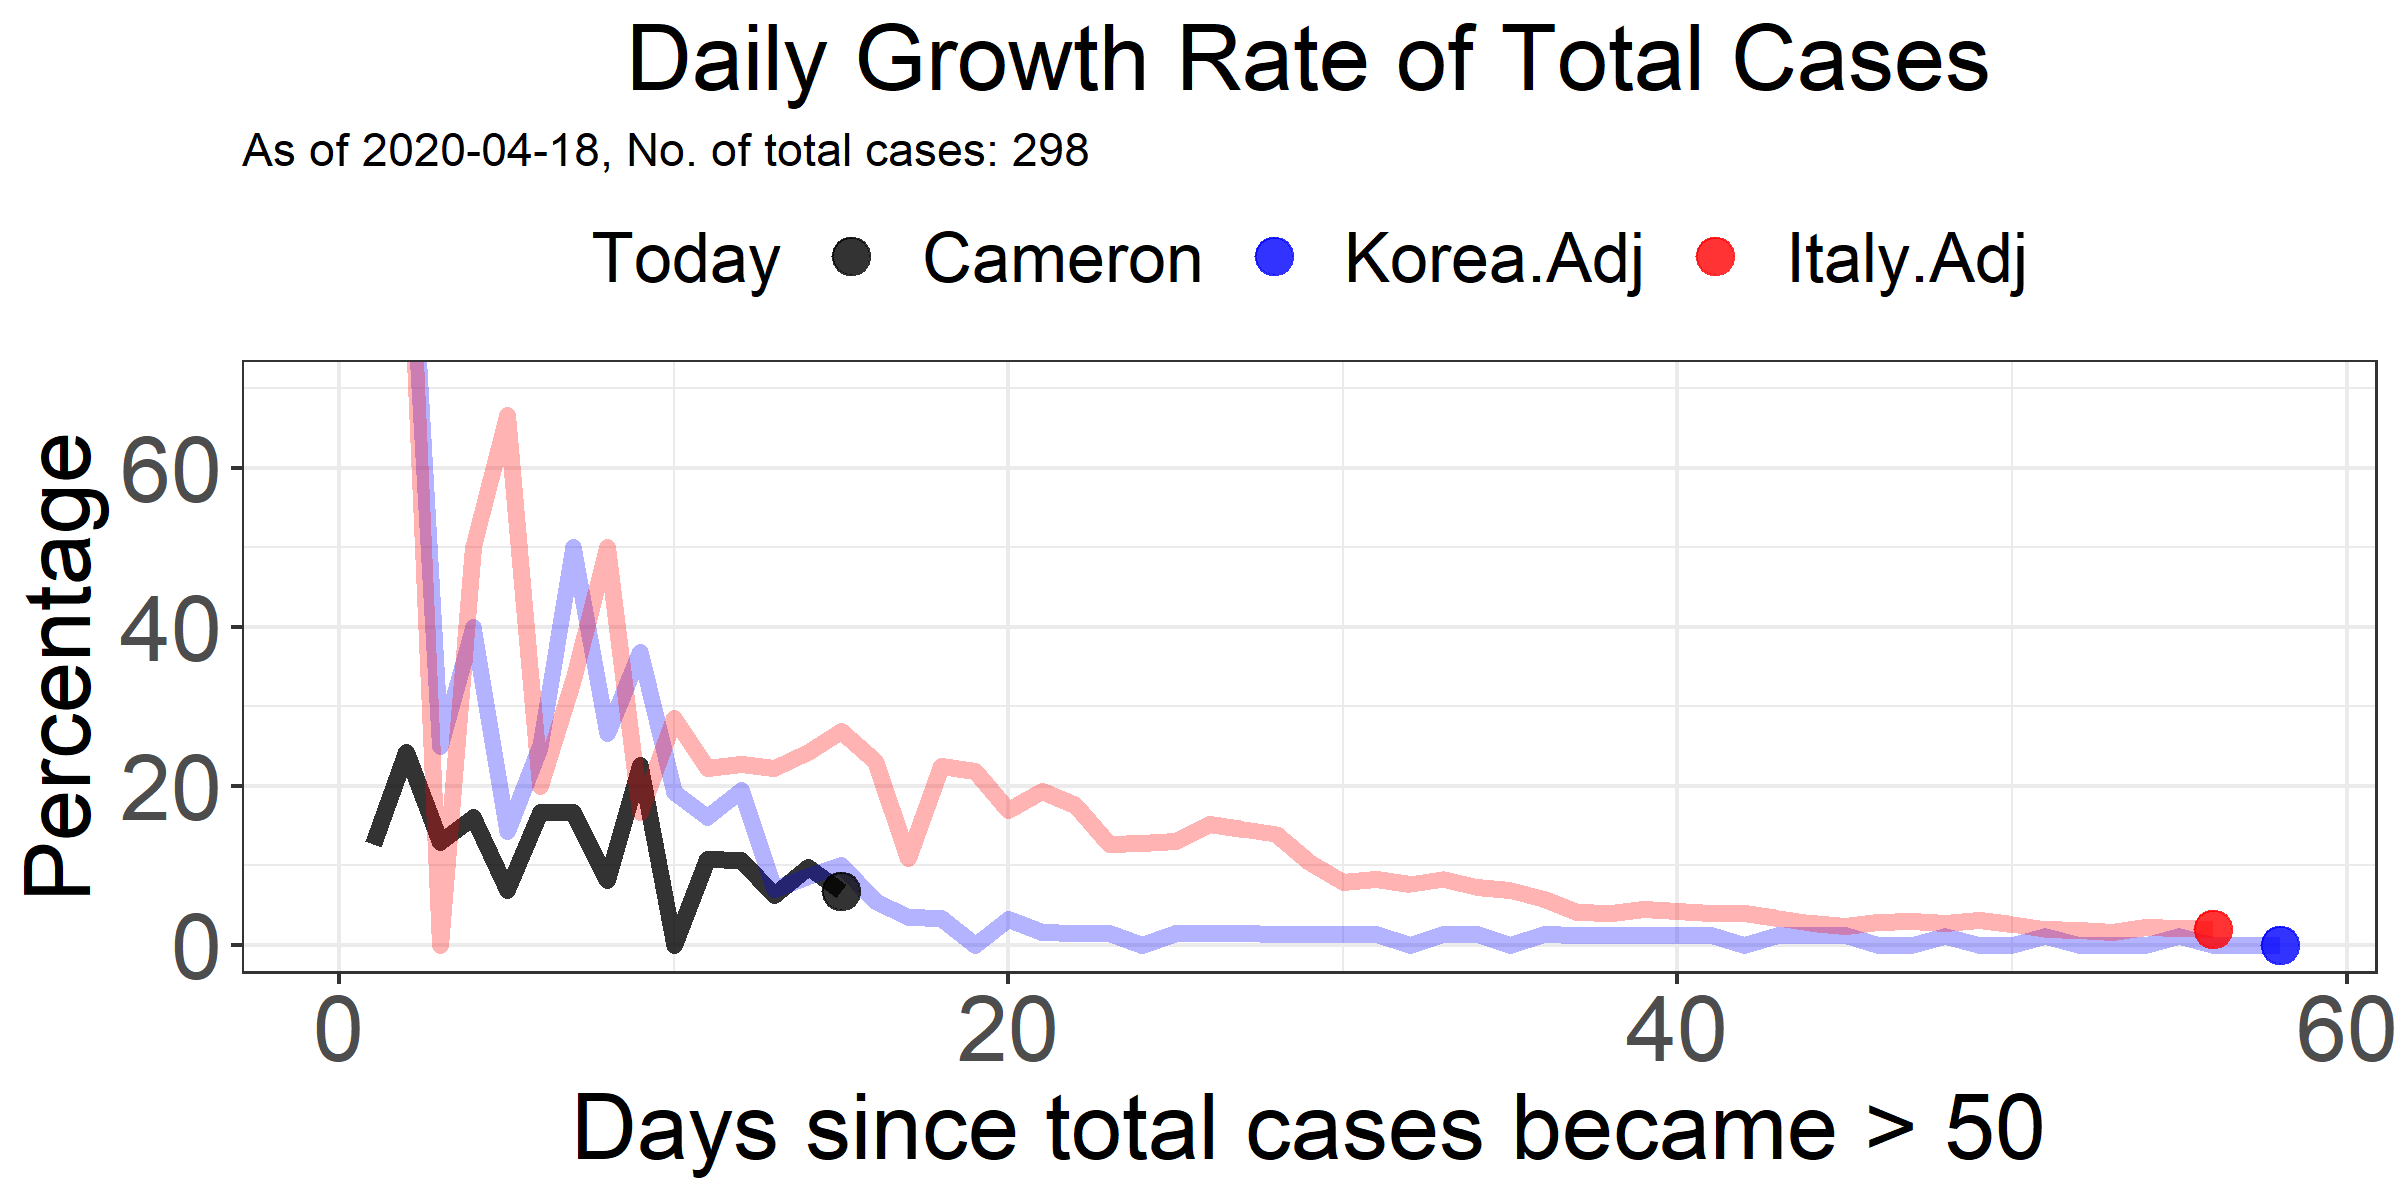 Daily Growth Rate of Total Cases
As of 2020-04-18, No. of total cases: 298
Today Cameron Korea.Adj Italy.Adj
Percentage
60
40
20
0
0 20 40 60
Days since total cases became > 50